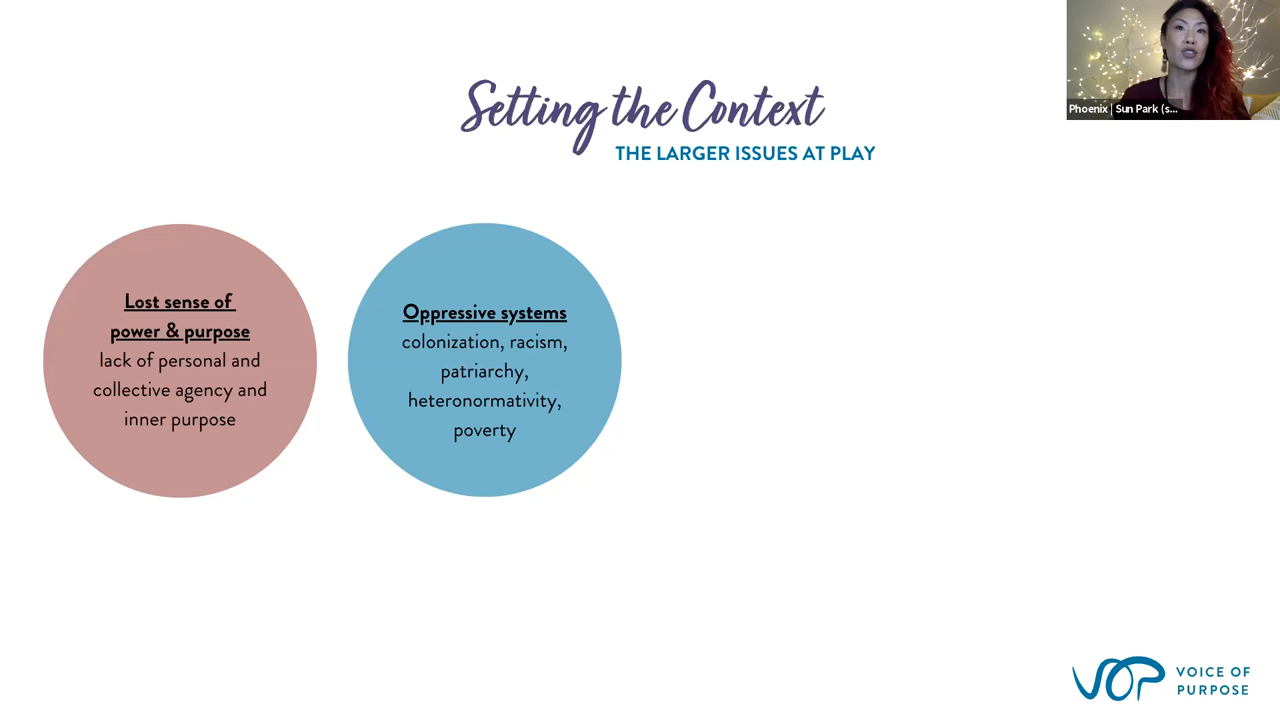 Phoenix | Sun Park (s...
Setting the Context
THE LARGER ISSUES AT PLAY
Lost sense of
power & purpose
lack of personal and
collective agency and
inner purpose
Oppressive systems
colonization, racism,
patriarchy,
heteronormativity,
poverty
VOP
VOICE OF
PURPOSE